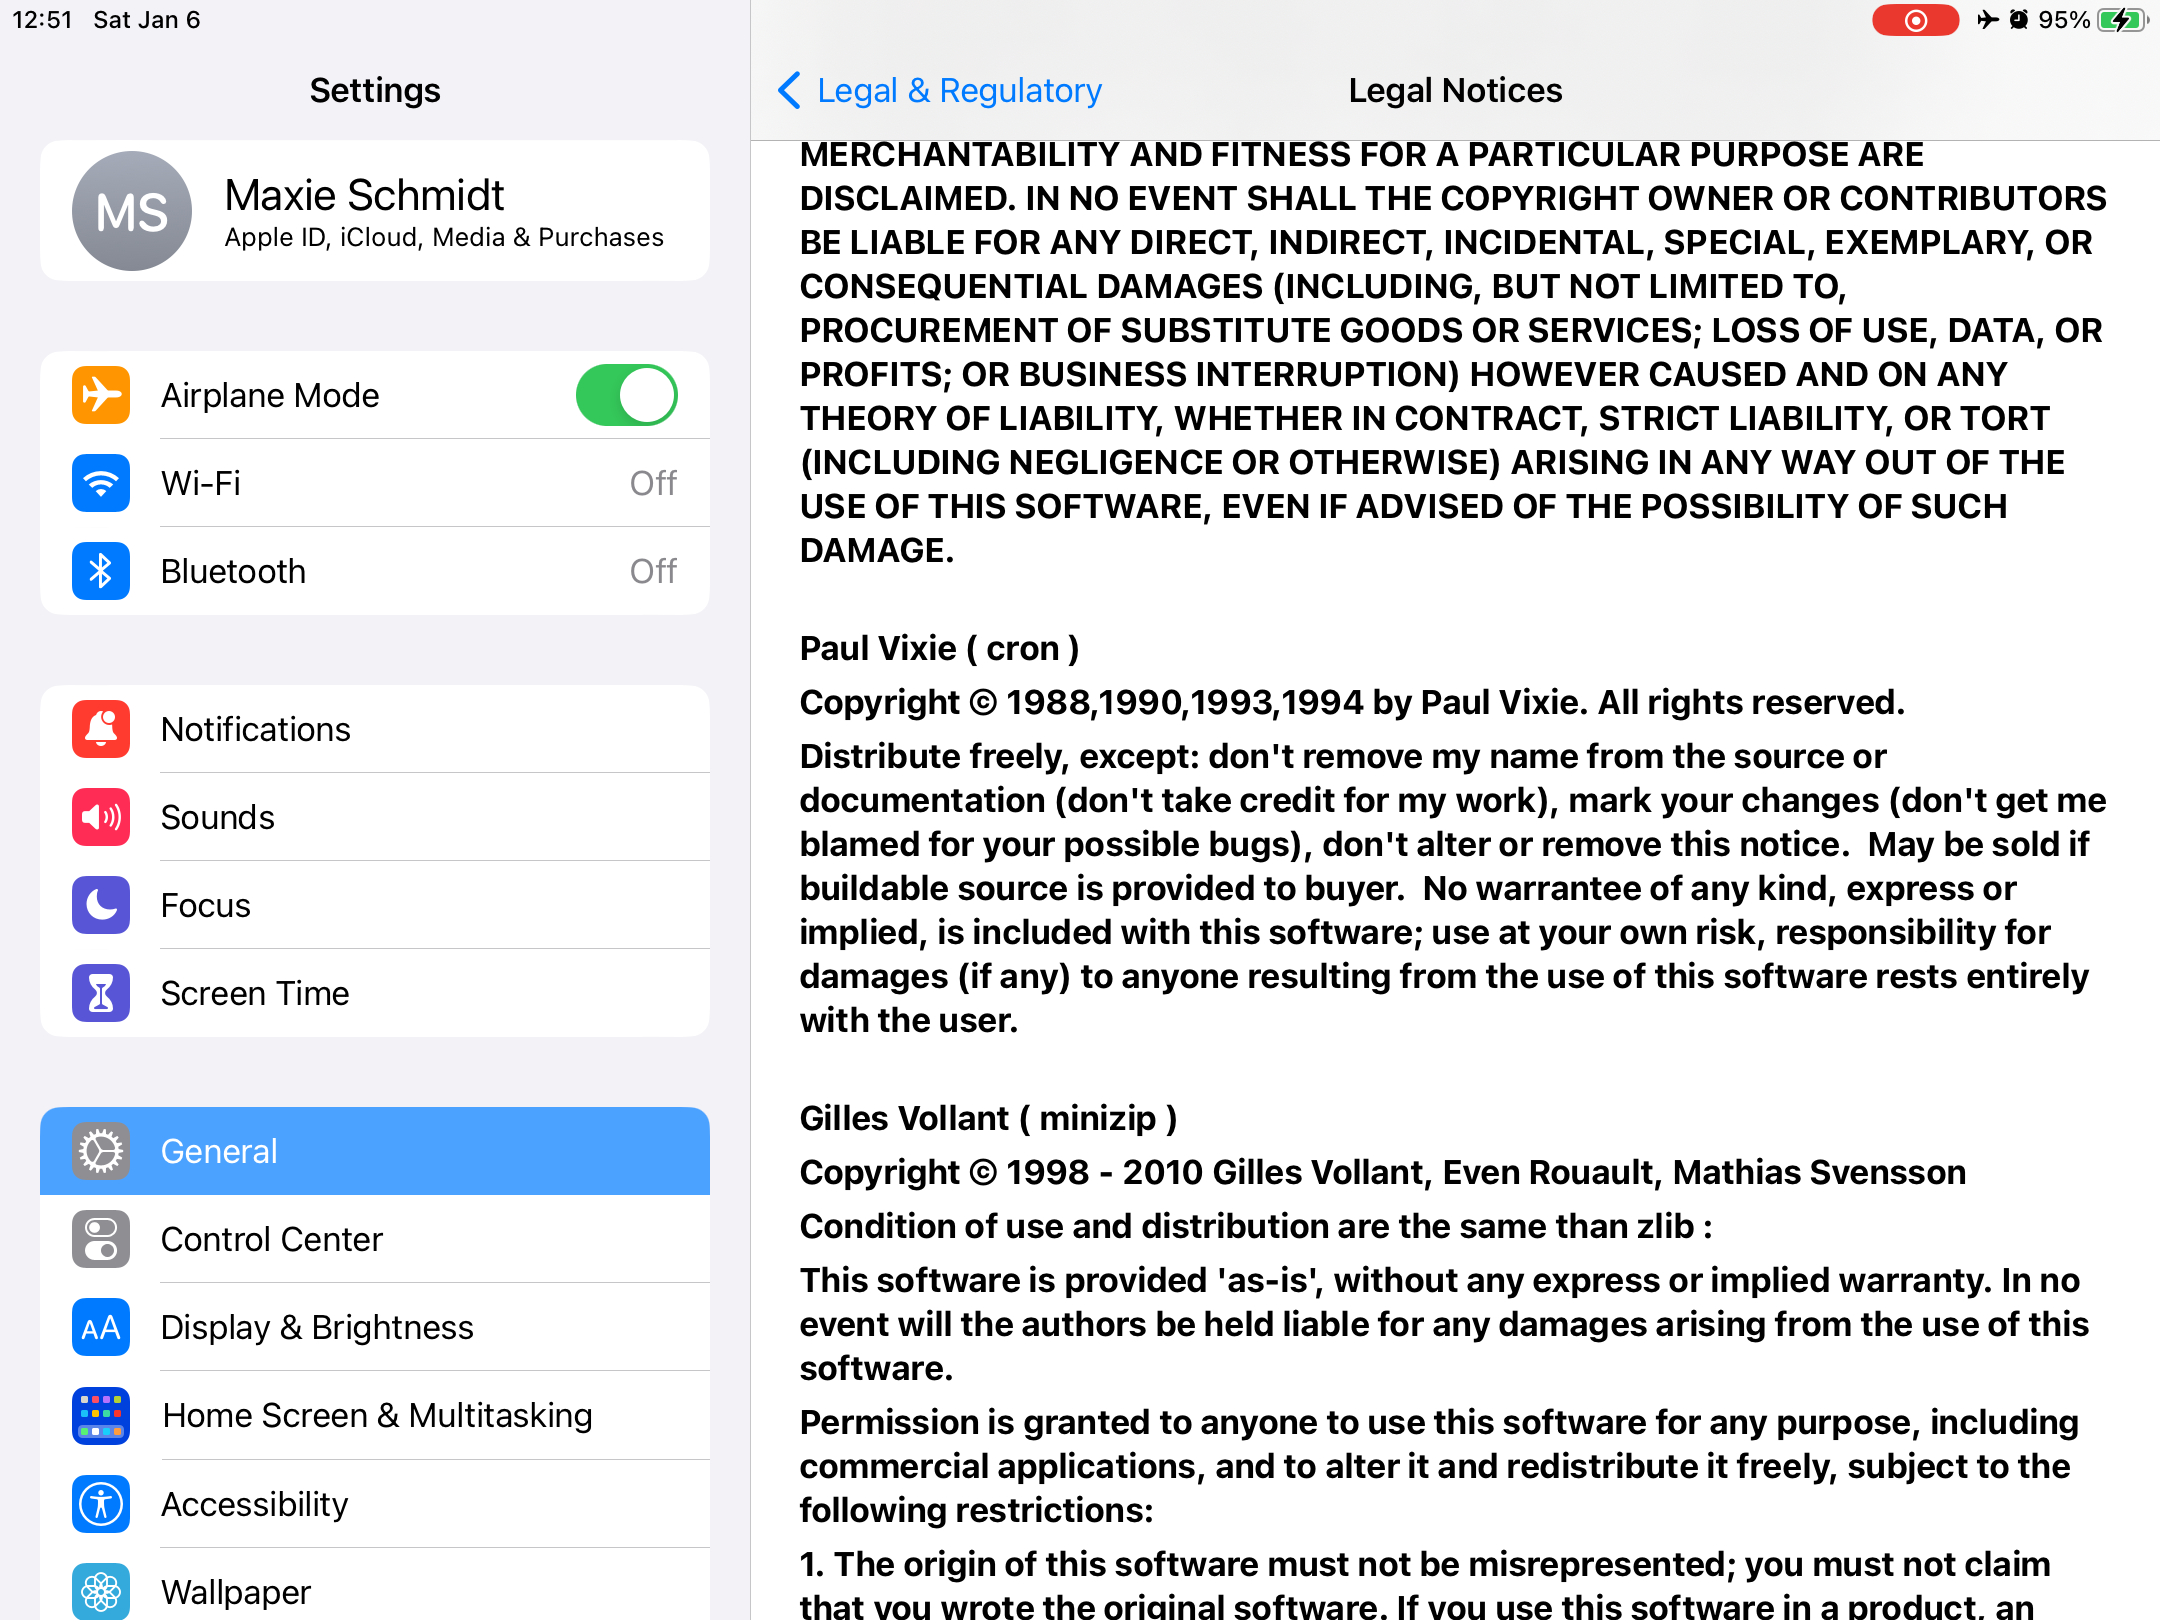 12:51 Sat Jan 6
95%
Settings
MS
Maxie Schmidt
Apple ID, iCloud, Media & Purchases
Airplane Mode
Wi-Fi Off
Bluetooth Off
Notifications
Sounds
Focus
Screen Time
General
Control Center
AA
Display & Brightness
Home Screen & Multitasking
Accessibility
Wallpaper
Legal & Regulatory
Legal Notices
MERCHANTABILITY AND FITNESS FOR A PARTICULAR PURPOSE ARE
DISCLAIMED. IN NO EVENT SHALL THE COPYRIGHT OWNER OR CONTRIBUTORS
BE LIABLE FOR ANY DIRECT, INDIRECT, INCIDENTAL, SPECIAL, EXEMPLARY, OR
CONSEQUENTIAL DAMAGES (INCLUDING, BUT NOT LIMITED TO,
PROCUREMENT OF SUBSTITUTE GOODS OR SERVICES; LOSS OF USE, DATA, OR
PROFITS; OR BUSINESS INTERRUPTION) HOWEVER CAUSED AND ON ANY
THEORY OF LIABILITY, WHETHER IN CONTRACT, STRICT LIABILITY, OR TORT
(INCLUDING NEGLIGENCE OR OTHERWISE) ARISING IN ANY WAY OUT OF THE
USE OF THIS SOFTWARE, EVEN IF ADVISED OF THE POSSIBILITY OF SUCH
DAMAGE.
Paul Vixie ( cron )
Copyright © 1988,1990,1993,1994 by Paul Vixie. All rights reserved.
Distribute freely, except: don't remove my name from the source or
documentation (don't take credit for my work), mark your changes (don't get me
blamed for your possible bugs), don't alter or remove this notice.  May be sold if
buildable source is provided to buyer.  No warrantee of any kind, express or
implied, is included with this software; use at your own risk, responsibility for
damages (if any) to anyone resulting from the use of this software rests entirely
with the user.
Gilles Vollant ( minizip )
Copyright © 1998 - 2010 Gilles Vollant, Even Rouault, Mathias Svensson
Condition of use and distribution are the same than zlib :
This software is provided 'as-is', without any express or implied warranty. In no
event will the authors be held liable for any damages arising from the use of this
software.
Permission is granted to anyone to use this software for any purpose, including
commercial applications, and to alter it and redistribute it freely, subject to the
following restrictions:
1. The origin of this software must not be misrepresented; you must not claim
that you wrote the original software. If you use this software in a product, an